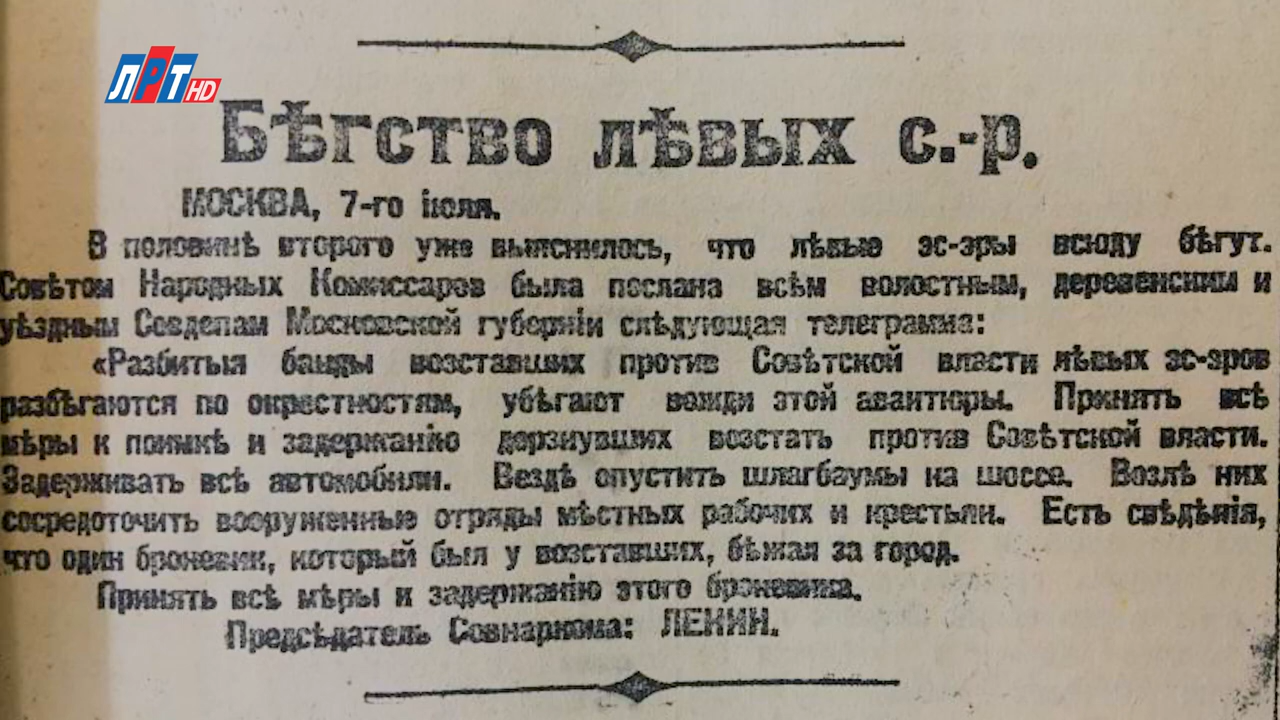 ЛРТ HD
Бѣгство лѣвых с.-р.
МОСКВА, 7-го іюля.
В половинѣ второго уже выяснилось, что лѣвые эс-эры всюду бѣгут.
Совѣтом Народных Комиссаров была послана всѣм волостным, деревенским и
уѣздным Совдепам Московской губерніи слѣдующая телеграмма:
«Разбитыя банды возставших против Совѣтской власти лѣвых эс-эров
разбѣгаются по окрестностям, убѣгают вожди этой авантюры. Принять всѣ
мѣры к поимкѣ и задержанію дерзнувших возстать против Совѣтской власти.
Задерживать всѣ автомобили. Вездѣ опустить шлагбаумы на шоссе. Возлѣ них
сосредоточить вооруженные отряды мѣстных рабочих и крестьян. Есть свѣдѣнія,
что один броневик, который был у возставших, бѣжал за город.
Принять всѣ мѣры к задержанію этого броневика.
Предсѣдатель Совнаркома: ЛЕНИН.